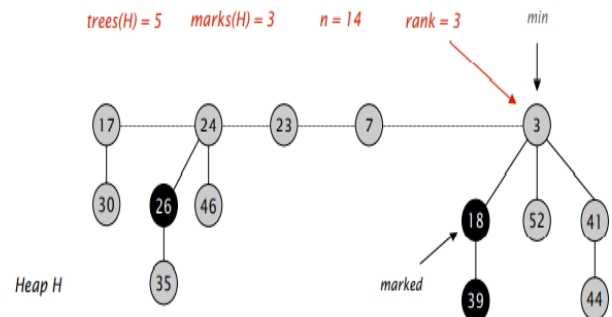 trees(H) = 5 marks(H) = 3 n = 14 rank = 3 min
17 24 23 7 3
30 26 46 18 52 41
35 39 44
Heap H marked